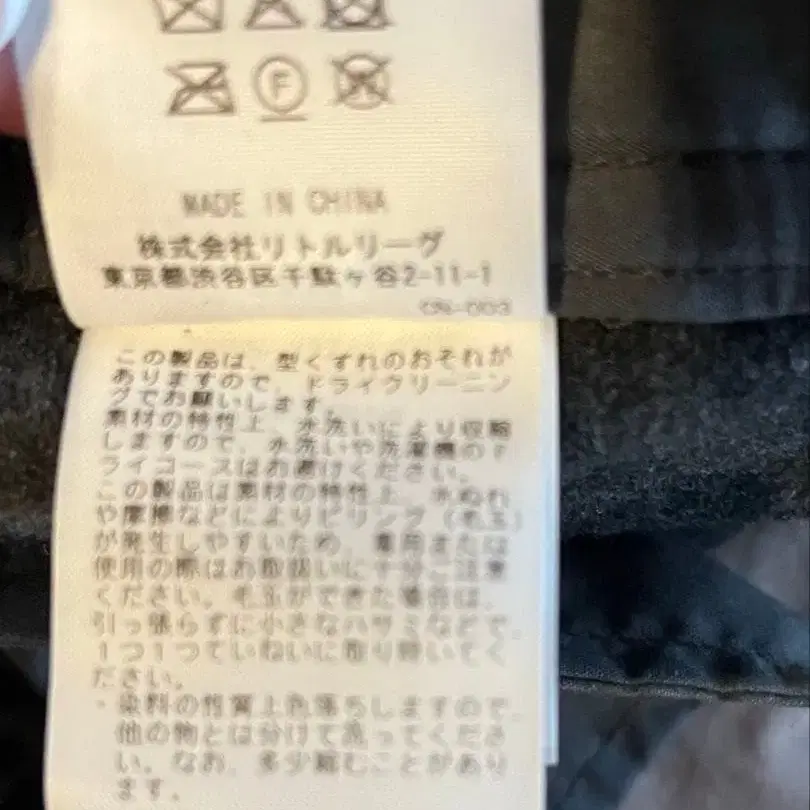 F
MADE IN CHINA
株式会社リトルリーグ
東京都渋谷区千駄ヶ谷2-11-1
CN-003
この製品は、型くずれのおそれが
ありますので、ドライクリーニン
グでお願いします。
素材の特性上、水洗いにより収縮
しますので、水洗いや洗濯機のド
ライコースはお避けください。
この製品は素材の特性上、水ぬれ
や摩擦などによりピリング(毛玉)
が発生しやすいため、着用または
使用の際はお取扱いに十分ご注意
ください。毛玉ができた場合は、
引っ張らずに小さなハサミなどで、
1つ1つていねいに取り除いてく
ださい。
・染料の性質上色落ちしますので、
他の物とは分けて洗ってくださ
い。なお、多少縮むことがあり
ます。